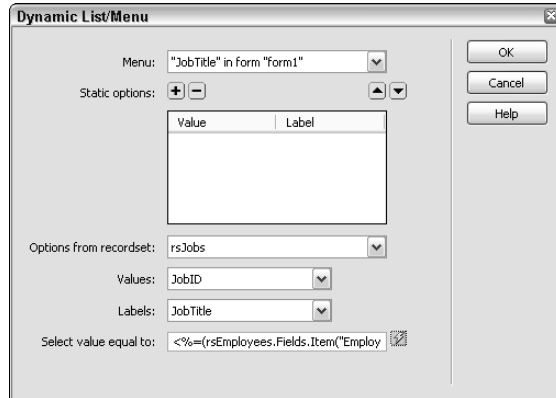 Dynamic List/Menu
Menu: "JobTitle" in form "form1"
OK
Static options:
Cancel
Value Label
Help
Options from recordset: rsJobs
Values: JobID
Labels: JobTitle
Select value equal to: <%=(rsEmployees.Fields.Item("Employ